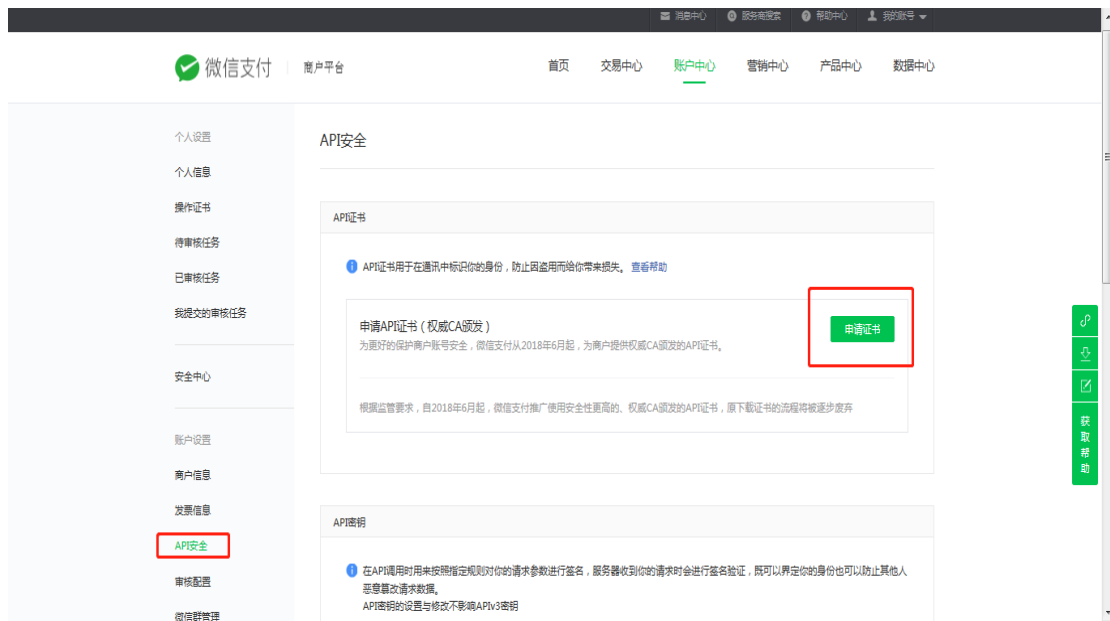 消息中心 服务商搜索 帮助中心 我的账号
微信支付 商户平台 首页 交易中心 账户中心 营销中心 产品中心 数据中心
个人设置
个人信息
操作证书
待审核任务
已审核任务
我提交的审核任务
安全中心
账户设置
商户信息
发票信息
API安全
审核配置
微信群管理
API安全
API证书
API证书用于在通讯中标识你的身份，防止因盗用而给你带来损失。 查看帮助
申请API证书（权威CA颁发）
申请证书
为更好的保护商户账号安全，微信支付从2018年6月起，为商户提供权威CA颁发的API证书。
根据监管要求，自2018年6月起，微信支付推广使用安全性更高的、权威CA颁发的API证书，原下载证书的流程将被逐步废弃
API密钥
在API调用时用来按照指定规则对你的请求参数进行签名，服务器收到你的请求时会进行签名验证，既可以界定你的身份也可以防止其他人
恶意篡改请求数据。
API密钥的设置与修改不影响APIv3密钥
获取帮助